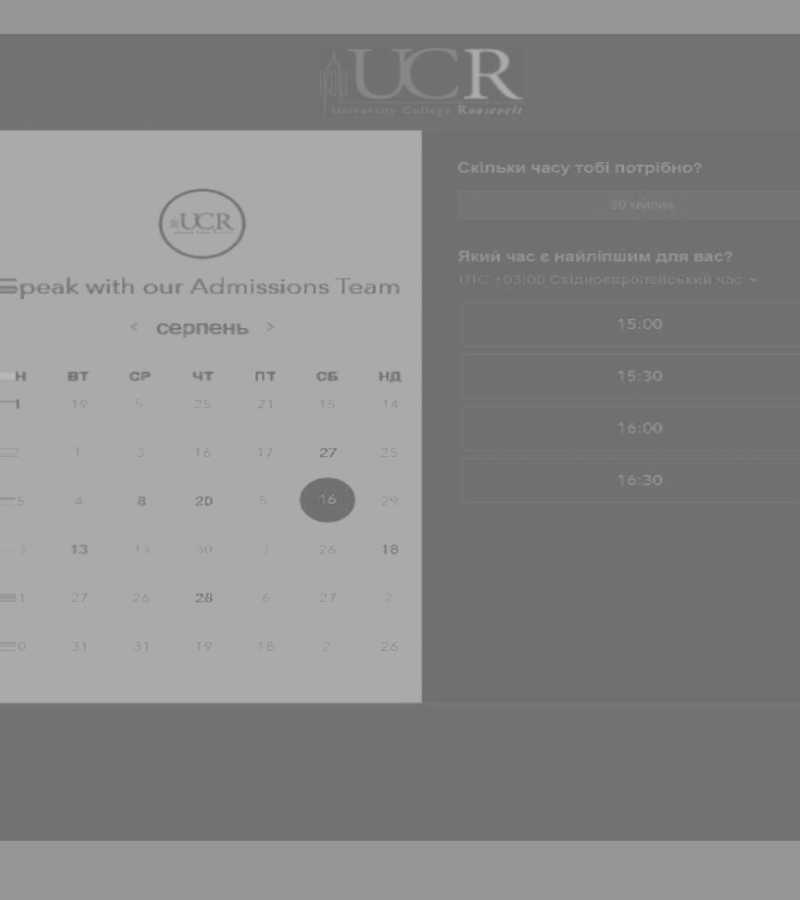 UCR
University College Roosevelt
UCR
Speak with our Admissions Team
< серпень >
Н ВТ СР ЧТ ПТ СБ НД
1 19 5 25 21 15 14
2 1 3 16 17 27 25
5 4 8 20 5 16 29
3 13 13 30 3 26 18
1 27 26 28 6 27 2
0 31 31 19 18 2 26
Скільки часу тобі потрібно?
30 хвилин
Який час є найліпшим для вас?
UTC +03:00 Східноєвропейський час
15:00
15:30
16:00
16:30